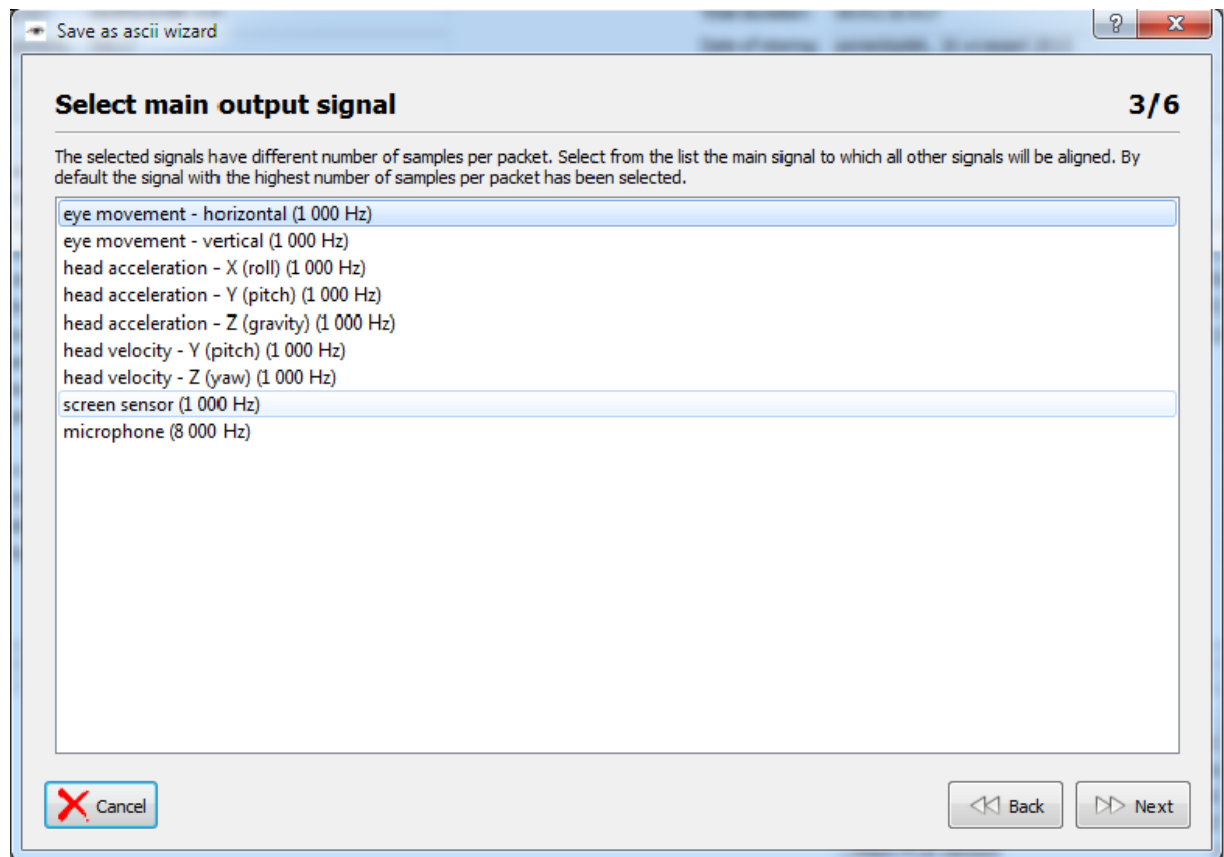 Save as ascii wizard
Select main output signal
3/6
The selected signals have different number of samples per packet. Select from the list the main signal to which all other signals will be aligned. By
default the signal with the highest number of samples per packet has been selected.
eye movement - horizontal (1 000 Hz)
eye movement - vertical (1 000 Hz)
head acceleration - X (roll) (1 000 Hz)
head acceleration - Y (pitch) (1 000 Hz)
head acceleration - Z (gravity) (1 000 Hz)
head velocity - Y (pitch) (1 000 Hz)
head velocity - Z (yaw) (1 000 Hz)
screen sensor (1 000 Hz)
microphone (8 000 Hz)
Cancel
Back
Next